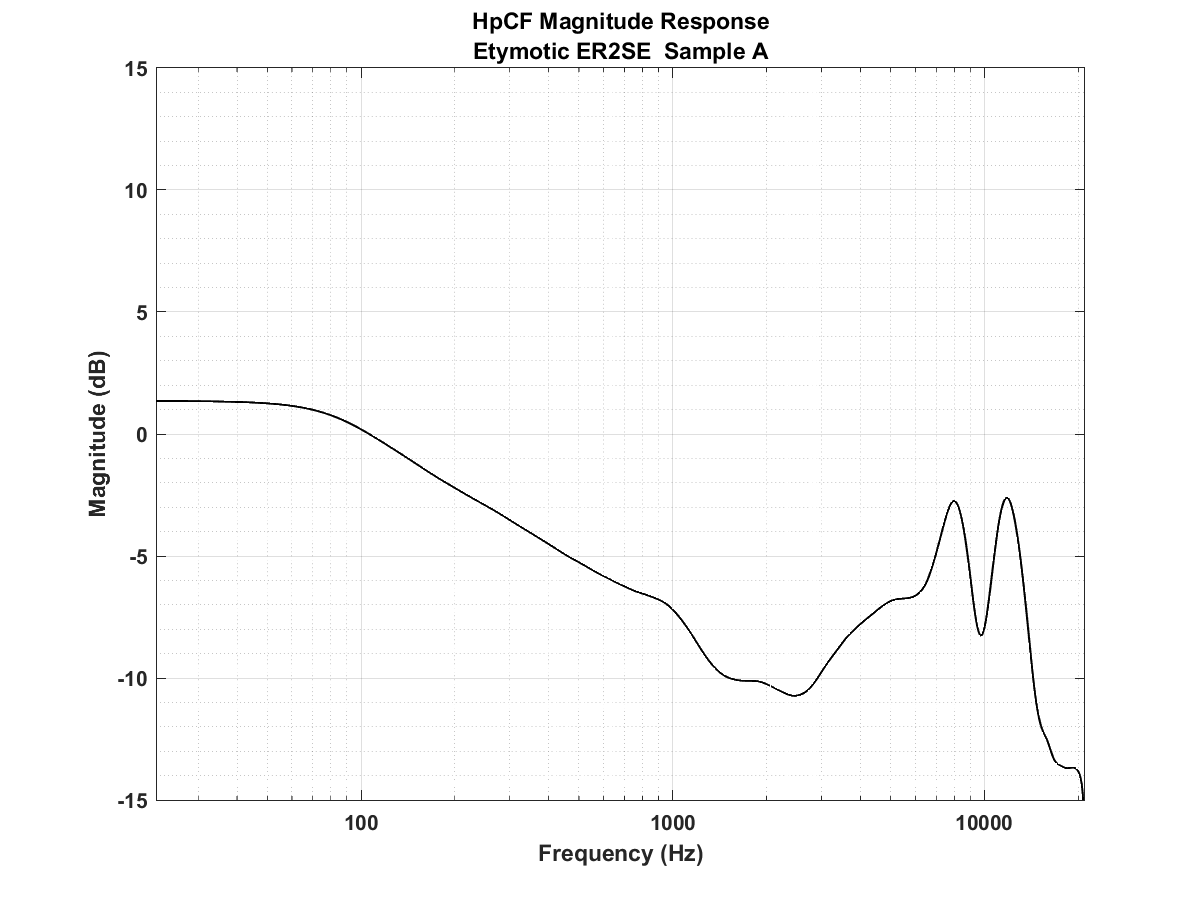 HpCF Magnitude Response
Etymotic ER2SE  Sample A
15
10
5
0
-5
-10
-15
Magnitude (dB)
100
1000
10000
Frequency (Hz)